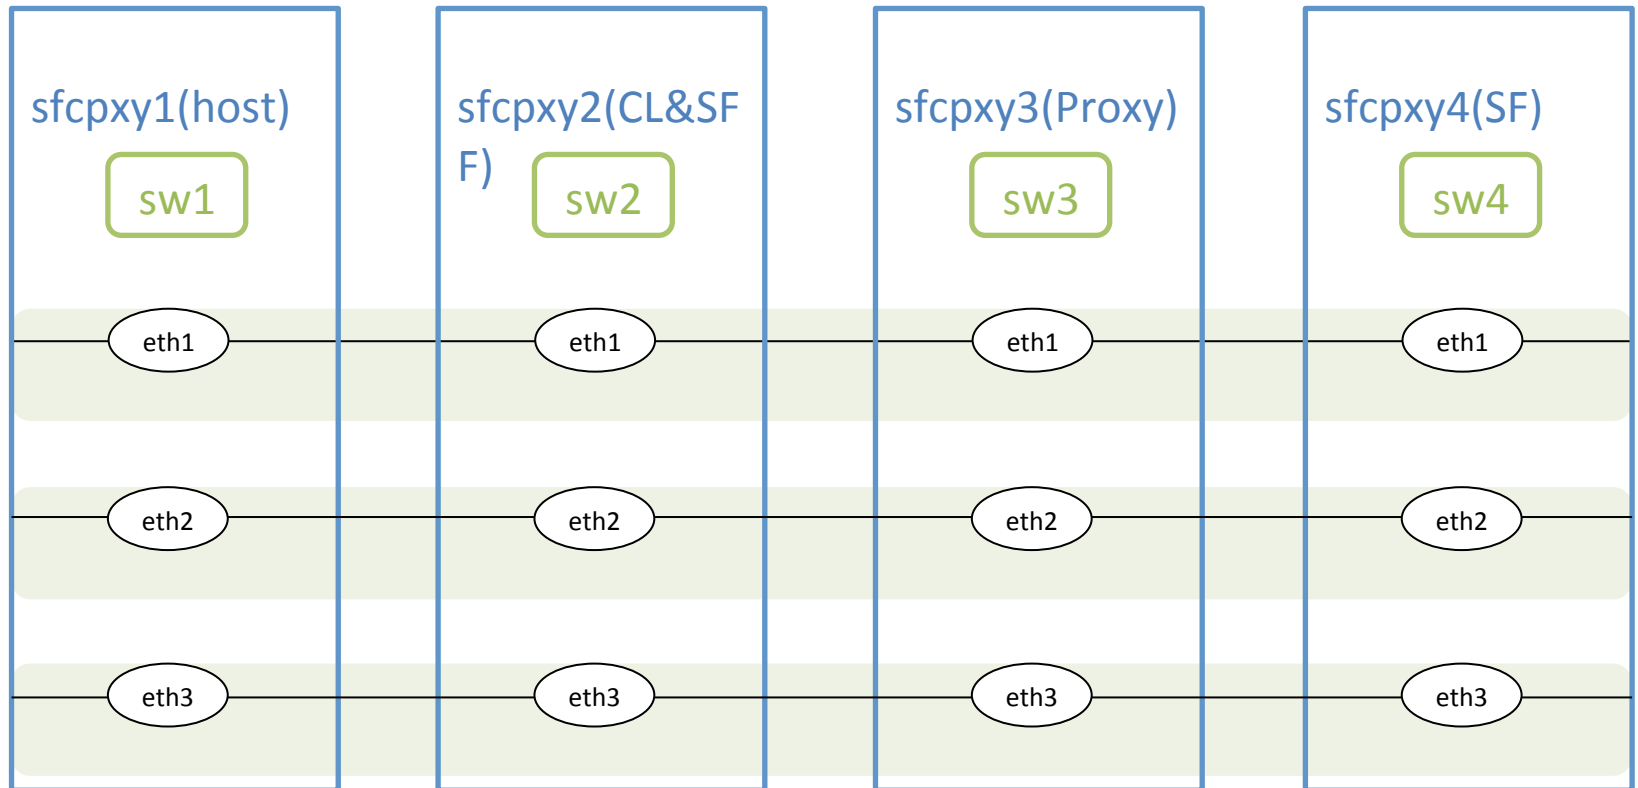 sfcpxy1(host)
sfcpxy2(CL&SF
F)
sfcpxy3(Proxy)
sfcpxy4(SF)
sw1
sw2
sw3
sw4
eth1
eth1
eth1
eth1
eth2
eth2
eth2
eth2
eth3
eth3
eth3
eth3